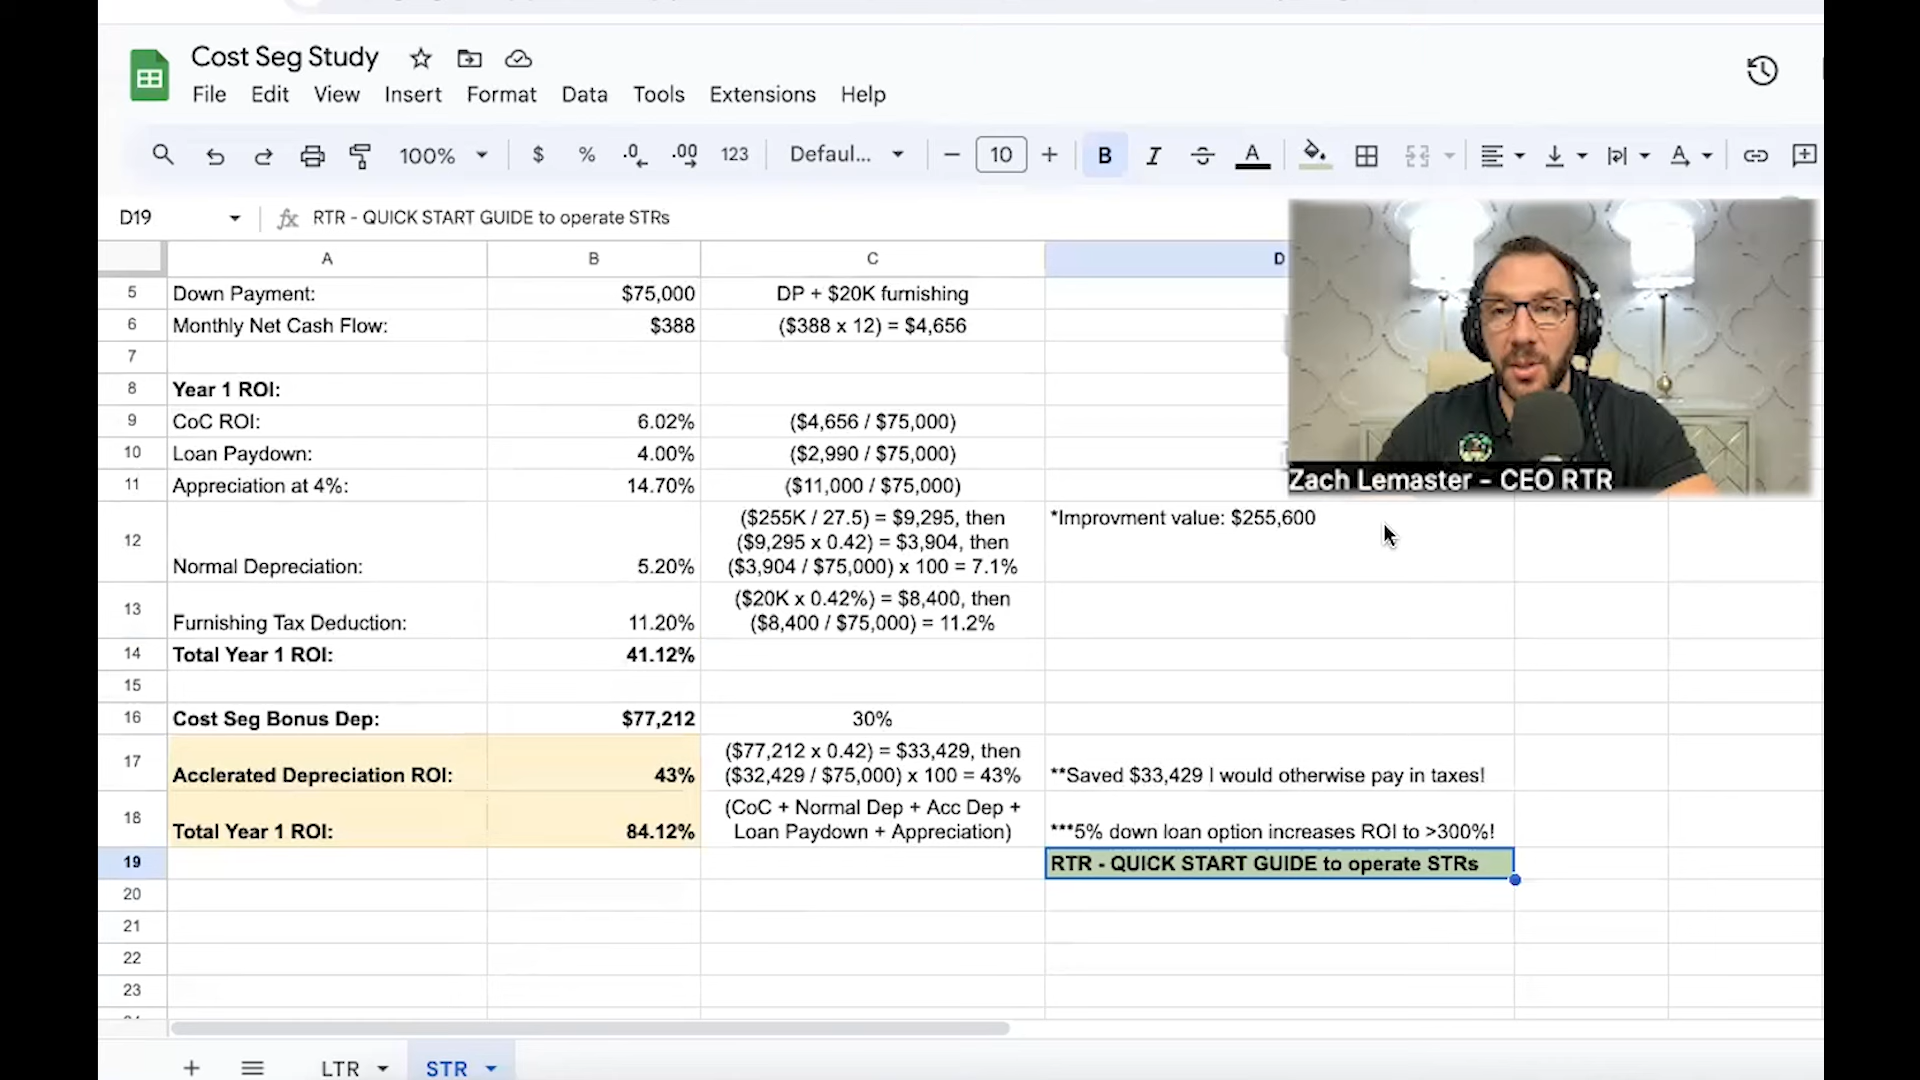 Cost Seg Study
File Edit View Insert Format Data Tools Extensions Help
100% $ % .0 .00 123 Defaul... 10 B I A
D19 fx RTR - QUICK START GUIDE to operate STRs
A B C D
5 Down Payment: $75,000 DP + $20K furnishing
6 Monthly Net Cash Flow: $388 ($388 x 12) = $4,656
7
8 Year 1 ROI:
9 CoC ROI: 6.02% ($4,656 / $75,000)
10 Loan Paydown: 4.00% ($2,990 / $75,000)
11 Appreciation at 4%: 14.70% ($11,000 / $75,000)
Zach Lemaster - CEO RTR
($255K / 27.5) = $9,295, then *Improvment value: $255,600
12 ($9,295 x 0.42) = $3,904, then
Normal Depreciation: 5.20% ($3,904 / $75,000) x 100 = 7.1%
13 ($20K x 0.42%) = $8,400, then
Furnishing Tax Deduction: 11.20% ($8,400 / $75,000) = 11.2%
14 Total Year 1 ROI: 41.12%
15
16 Cost Seg Bonus Dep: $77,212 30%
17 ($77,212 x 0.42) = $33,429, then
Acclerated Depreciation ROI: 43% ($32,429 / $75,000) x 100 = 43% **Saved $33,429 I would otherwise pay in taxes!
18 (CoC + Normal Dep + Acc Dep +
Total Year 1 ROI: 84.12% Loan Paydown + Appreciation) ***5% down loan option increases ROI to >300%!
19 RTR - QUICK START GUIDE to operate STRs
20
21
22
23
LTR STR